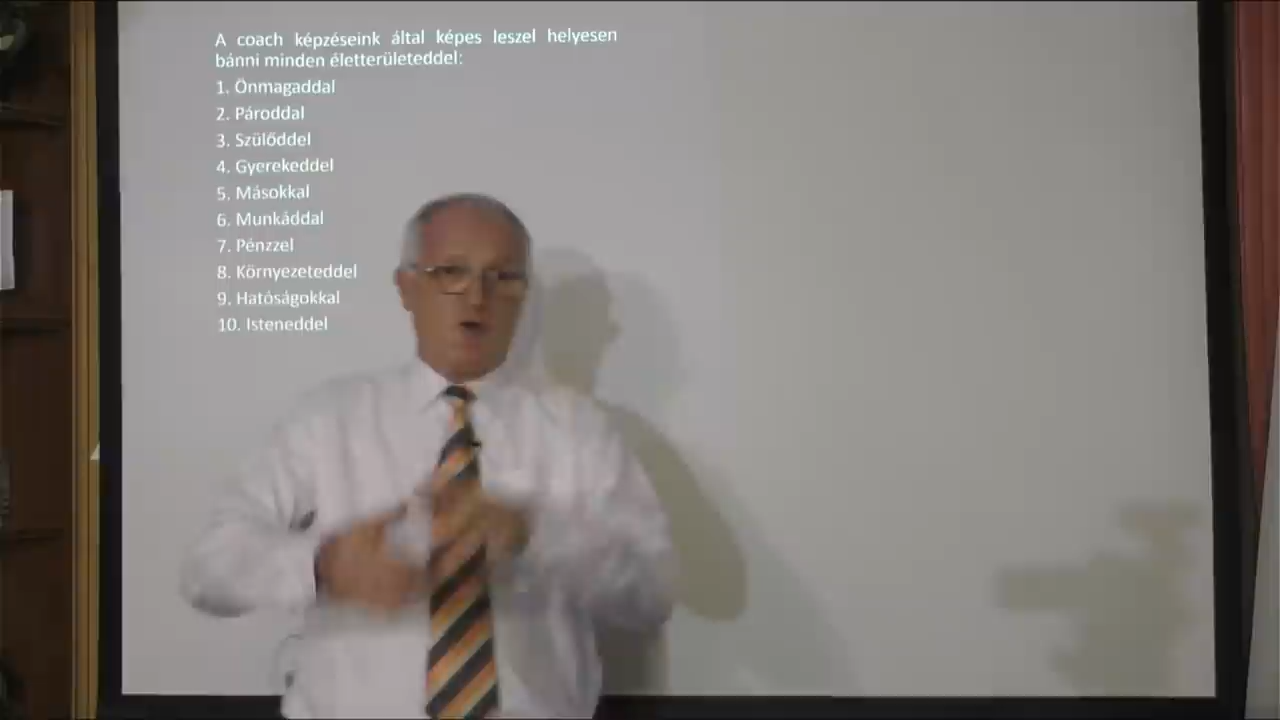 A coach képzéseink által képes leszel helyesen
bánni minden életterületeddel:
1. Önmagaddal
2. Pároddal
3. Szülőddel
4. Gyerekeddel
5. Másokkal
6. Munkáddal
7. Pénzzel
8. Környezeteddel
9. Hatóságokkal
10. Isteneddel